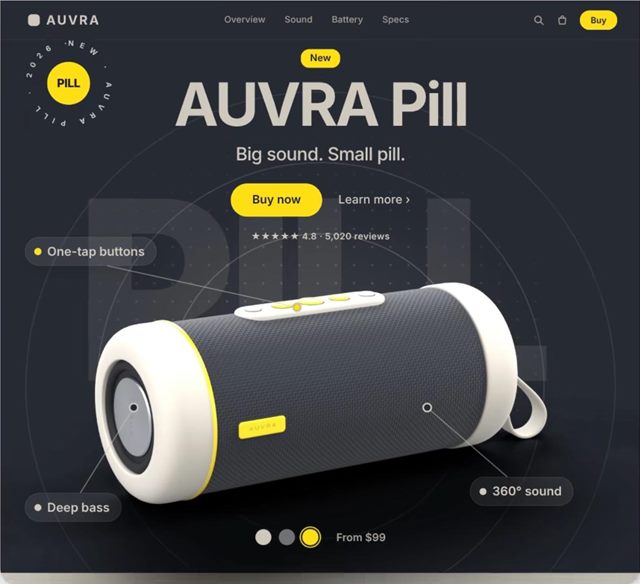 AUVRA
Overview Sound Battery Specs
Buy
· NEW · AUVRA PILL · 2026
PILL
New
AUVRA Pill
Big sound. Small pill.
Buy now
Learn more ›
★★★★★ 4.8 · 5,020 reviews
PILL
One-tap buttons
AUVRA
Deep bass
360° sound
From $99